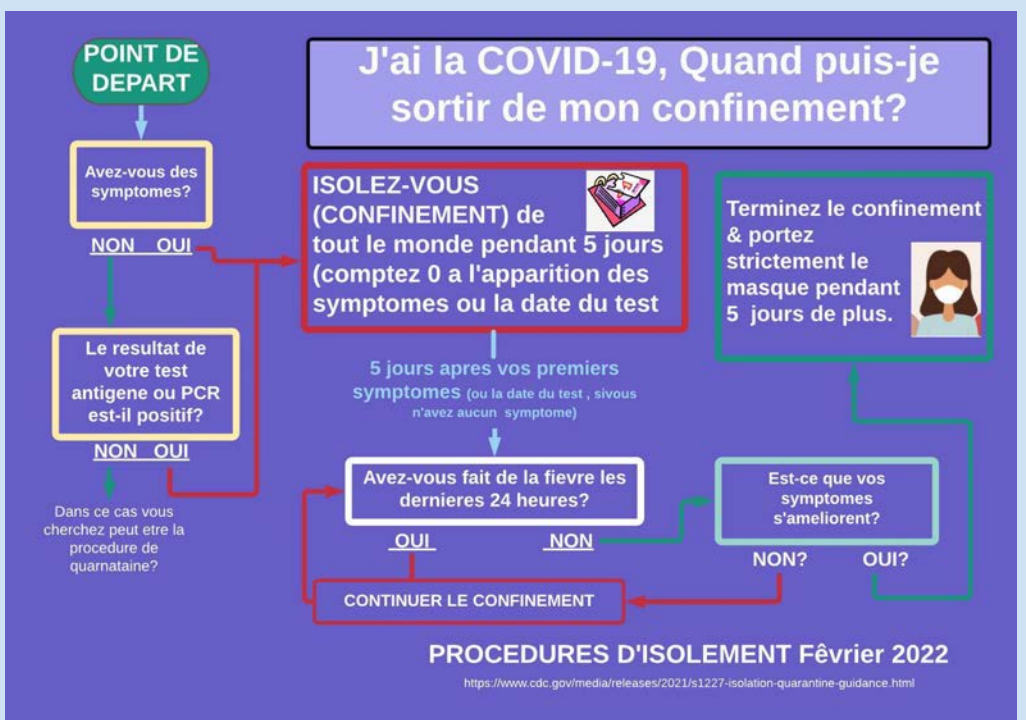 POINT DE
DEPART
J'ai la COVID-19, Quand puis-je
sortir de mon confinement?
Avez-vous des
symptomes?
NON OUI
ISOLEZ-VOUS
(CONFINEMENT) de
tout le monde pendant 5 jours
(comptez 0 a l'apparition des
symptomes ou la date du test
Terminez le confinement
& portez
strictement le
masque pendant
5 jours de plus.
Le resultat de
votre test
antigene ou PCR
est-il positif?
NON OUI
Dans ce cas vous
cherchez peut etre la
procedure de
quarnataine?
5 jours apres vos premiers
symptomes (ou la date du test , sivous
n'avez aucun symptome)
Avez-vous fait de la fievre les
dernieres 24 heures?
OUI NON
Est-ce que vos
symptomes
s'ameliorent?
NON? OUI?
CONTINUER LE CONFINEMENT
PROCEDURES D'ISOLEMENT Fêvrier 2022
https://www.cdc.gov/media/releases/2021/s1227-isolation-quarantine-guidance.html